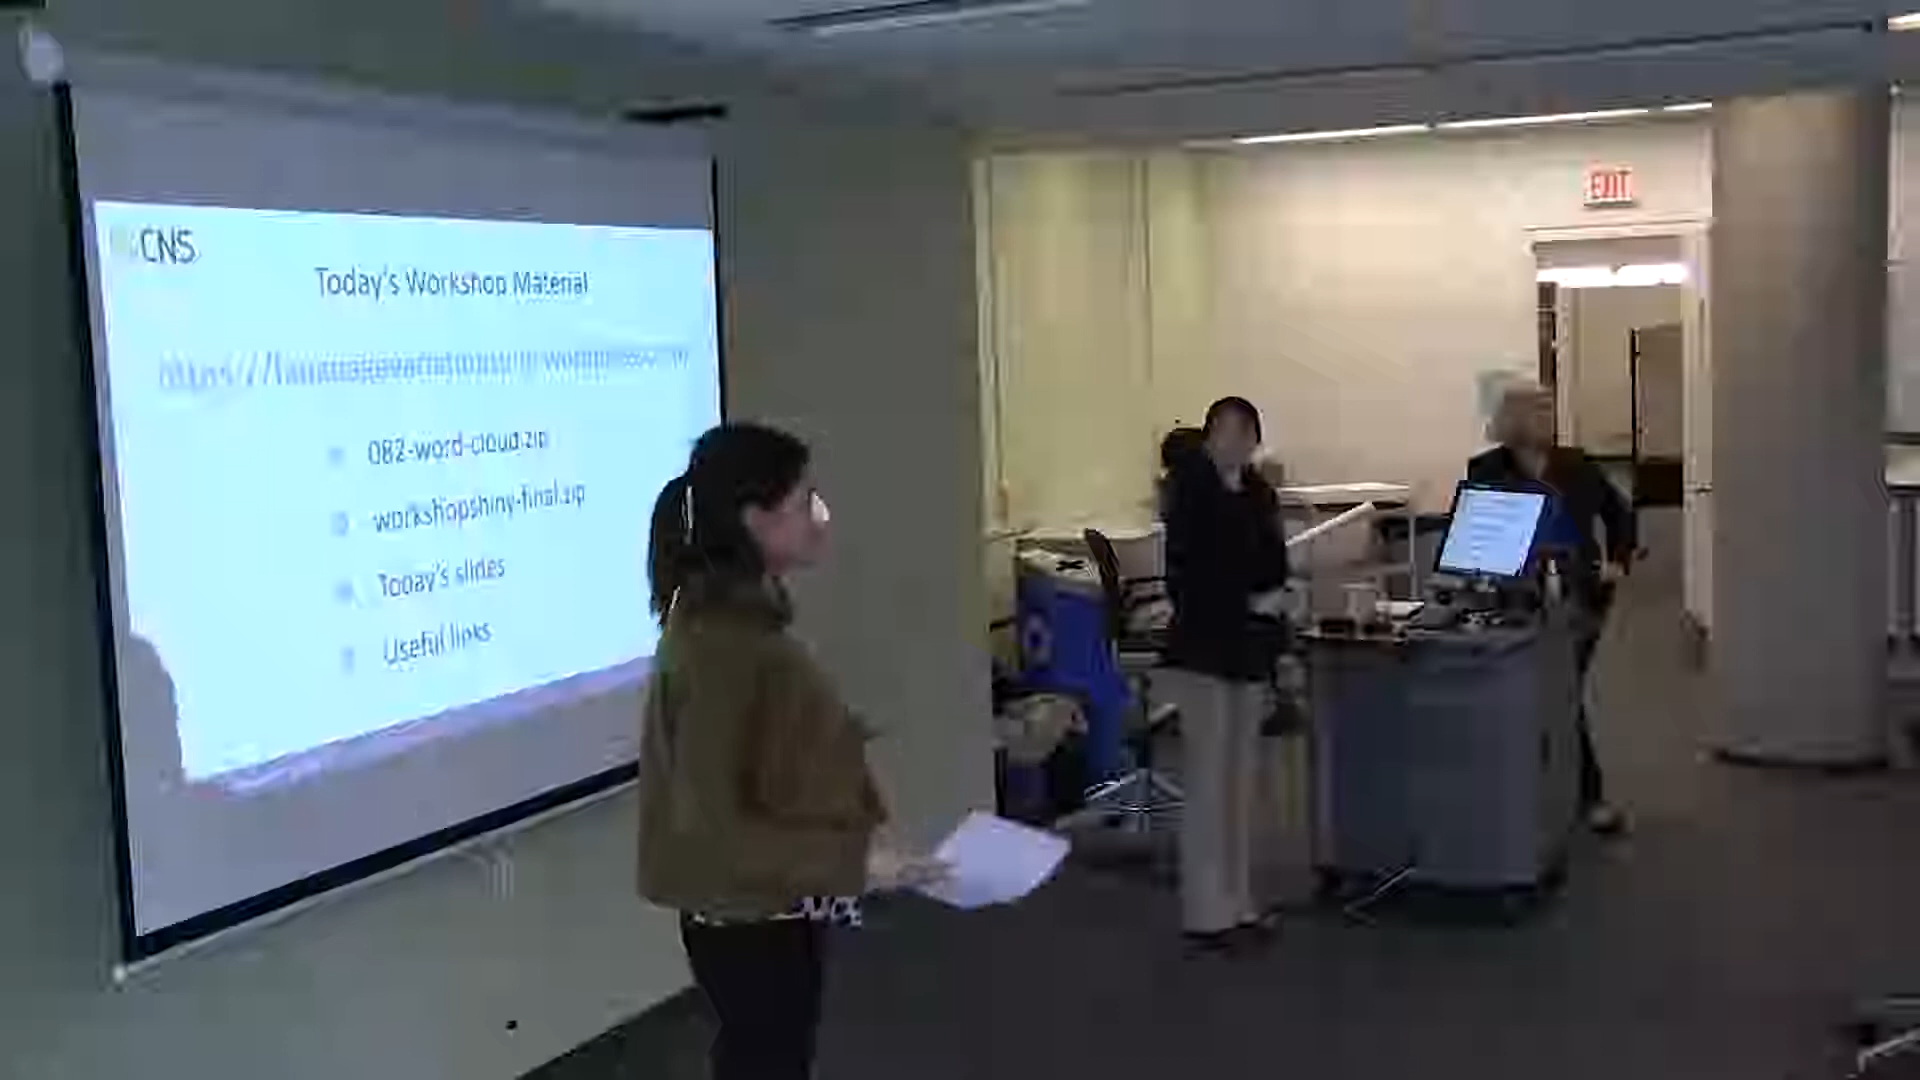 CNS
Today's Workshop Material
082-word-cloud.zip
workshopshiny-final.zip
Today's slides
Useful links
EXIT